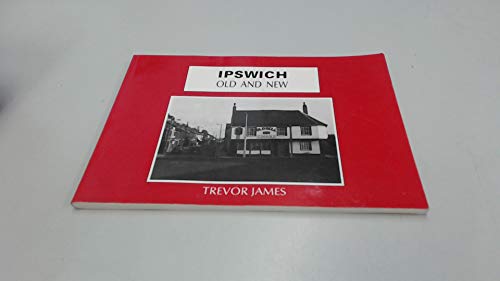 IPSWICH
OLD AND NEW
TREVOR JAMES